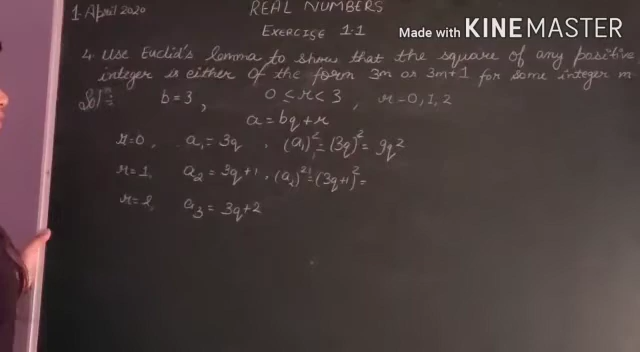 1. April 2020
REAL NUMBERS
EXERCISE 1.1
Made with KINEMASTER
4. Use Euclid's lemma to show that the square of any positive
integer is either of the form 3m or 3m+1 for some integer m.
Solⁿ:- b = 3, 0 ≤ r < 3, r = 0, 1, 2
a = bq + r
r=0, a₁ = 3q, (a₁)² = (3q)² = 9q²
r=1, a₂ = 3q+1, (a₂)² = (3q+1)² =
r=2, a₃ = 3q+2